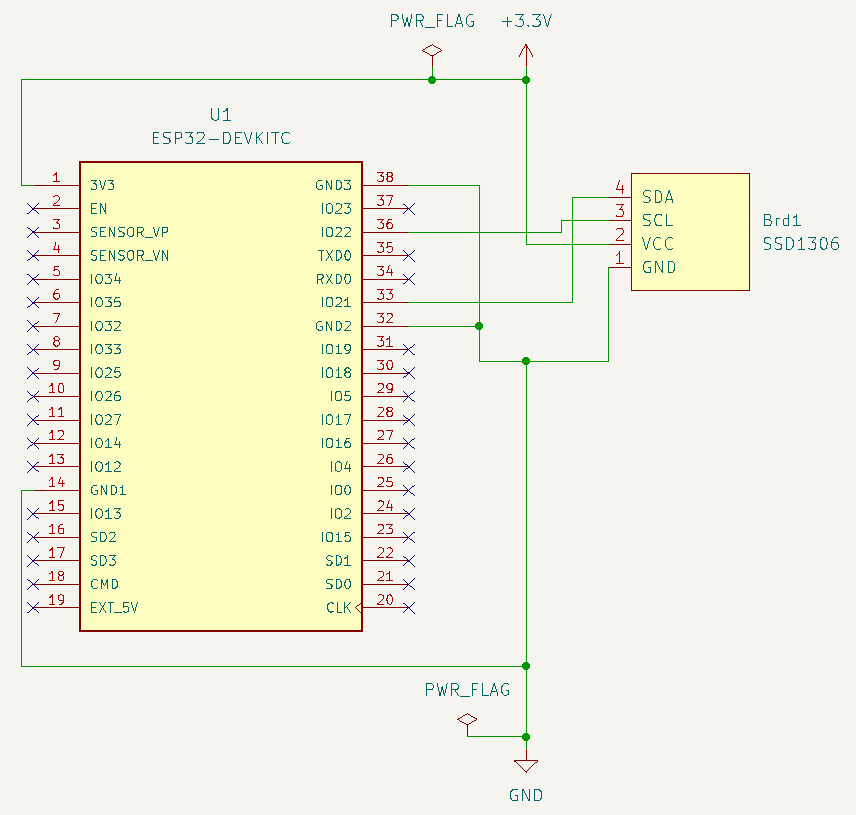 PWR_FLAG +3.3V
U1
ESP32-DEVKITC
1 3V3 GND3 38
2 EN IO23 37
3 SENSOR_VP IO22 36
4 SENSOR_VN TXD0 35
5 IO34 RXD0 34
6 IO35 IO21 33
7 IO32 GND2 32
8 IO33 IO19 31
9 IO25 IO18 30
10 IO26 IO5 29
11 IO27 IO17 28
12 IO14 IO16 27
13 IO12 IO4 26
14 GND1 IO0 25
15 IO13 IO2 24
16 SD2 IO15 23
17 SD3 SD1 22
18 CMD SD0 21
19 EXT_5V CLK 20
4 SDA
3 SCL
2 VCC
1 GND
Brd1
SSD1306
PWR_FLAG
GND